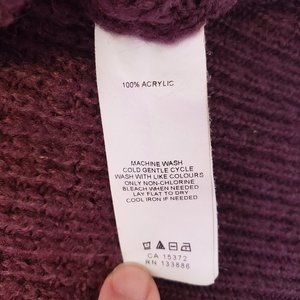 100% ACRYLIC
MACHINE WASH
COLD GENTLE CYCLE
WASH WITH LIKE COLOURS
ONLY NON-CHLORINE
BLEACH WHEN NEEDED
LAY FLAT TO DRY
COOL IRON IF NEEDED
CA 15372
RN 133886